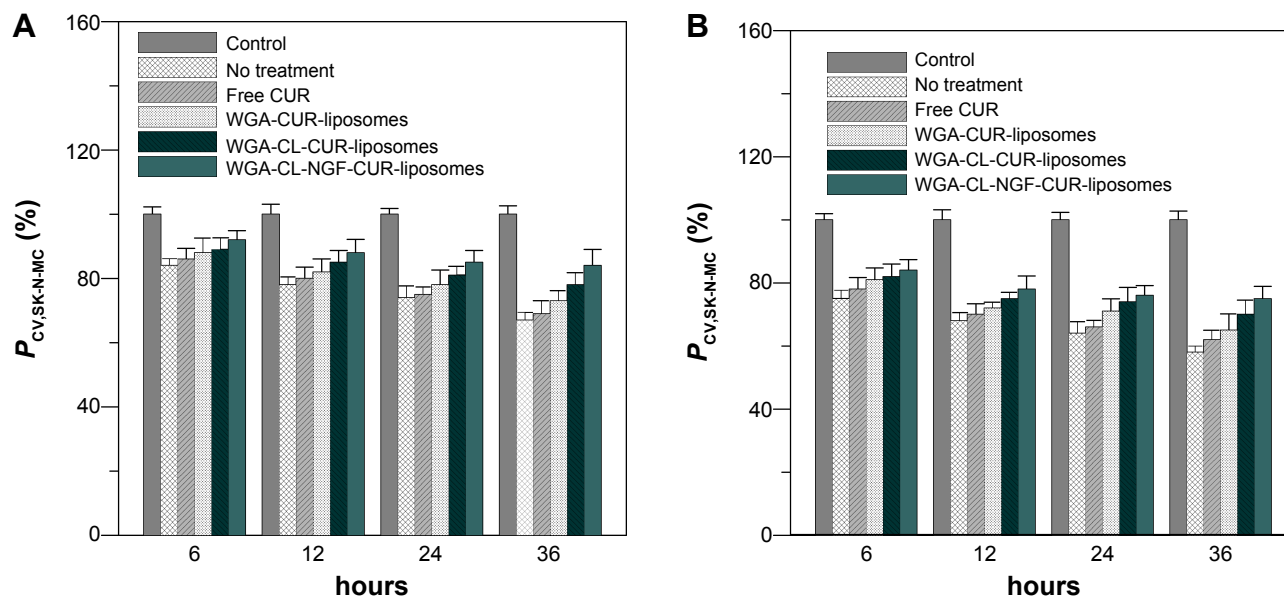 A
160
120
80
40
0
P CV,SK-N-MC (%)
Control
No treatment
Free CUR
WGA-CUR-liposomes
WGA-CL-CUR-liposomes
WGA-CL-NGF-CUR-liposomes
6 12 24 36
hours
B
160
120
80
40
0
P CV,SK-N-MC (%)
Control
No treatment
Free CUR
WGA-CUR-liposomes
WGA-CL-CUR-liposomes
WGA-CL-NGF-CUR-liposomes
6 12 24 36
hours